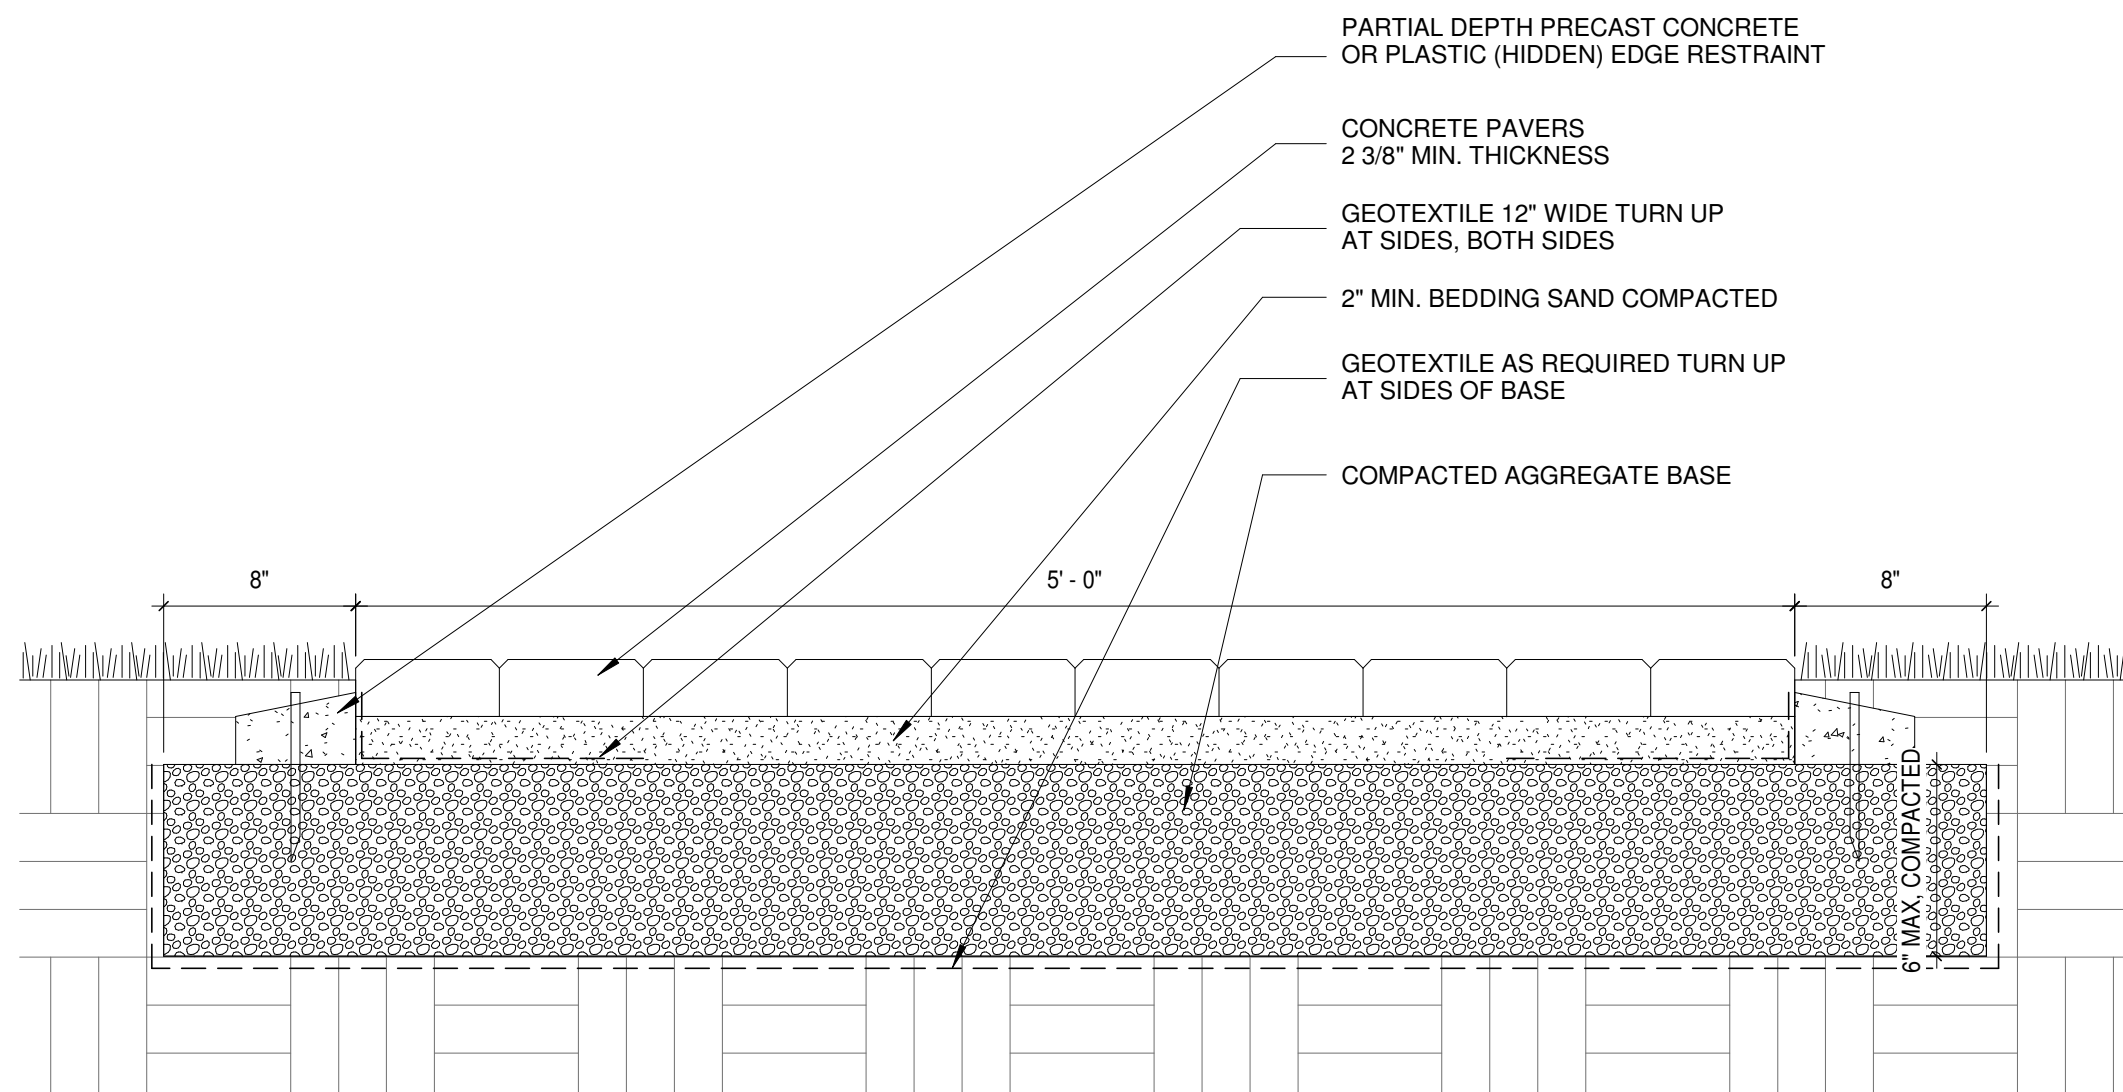 PARTIAL DEPTH PRECAST CONCRETE
OR PLASTIC (HIDDEN) EDGE RESTRAINT
CONCRETE PAVERS
2 3/8" MIN. THICKNESS
GEOTEXTILE 12" WIDE TURN UP
AT SIDES, BOTH SIDES
2" MIN. BEDDING SAND COMPACTED
GEOTEXTILE AS REQUIRED TURN UP
AT SIDES OF BASE
COMPACTED AGGREGATE BASE
8"
5' - 0"
8"
6" MAX, COMPACTED